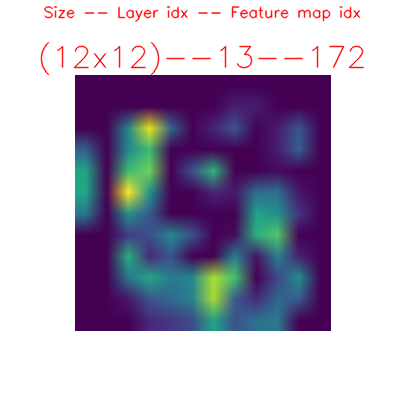 Size -- Layer idx -- Feature map idx
(12x12)--13--172